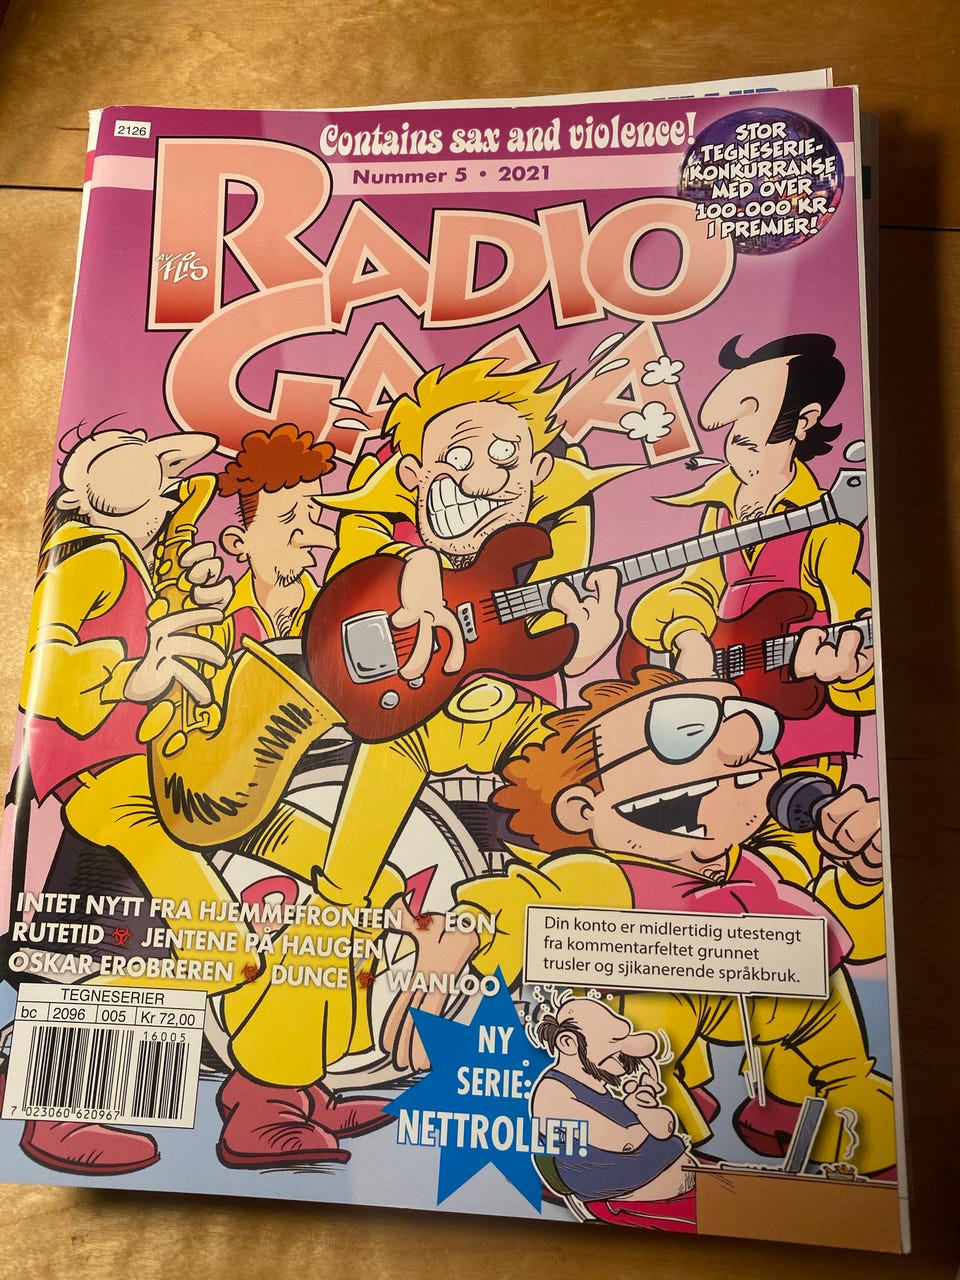 2126
Contains sax and violence!
Nummer 5 • 2021
STOR
TEGNESERIE-
KONKURRANSE
MED OVER
100.000 KR.
I PREMIER!
RADIO
GAGA
AV
FLIS
INTET NYTT FRA HJEMMEFRONTEN EON
RUTETID JENTENE PÅ HAUGEN
OSKAR EROBREREN DUNCE WANLOO
Din konto er midlertidig utestengt
fra kommentarfeltet grunnet
trusler og sjikanerende språkbruk.
NY
SERIE:
NETTROLLET!
TEGNESERIER
bc 2096 005 Kr 72,00
16005
7 023060 620967